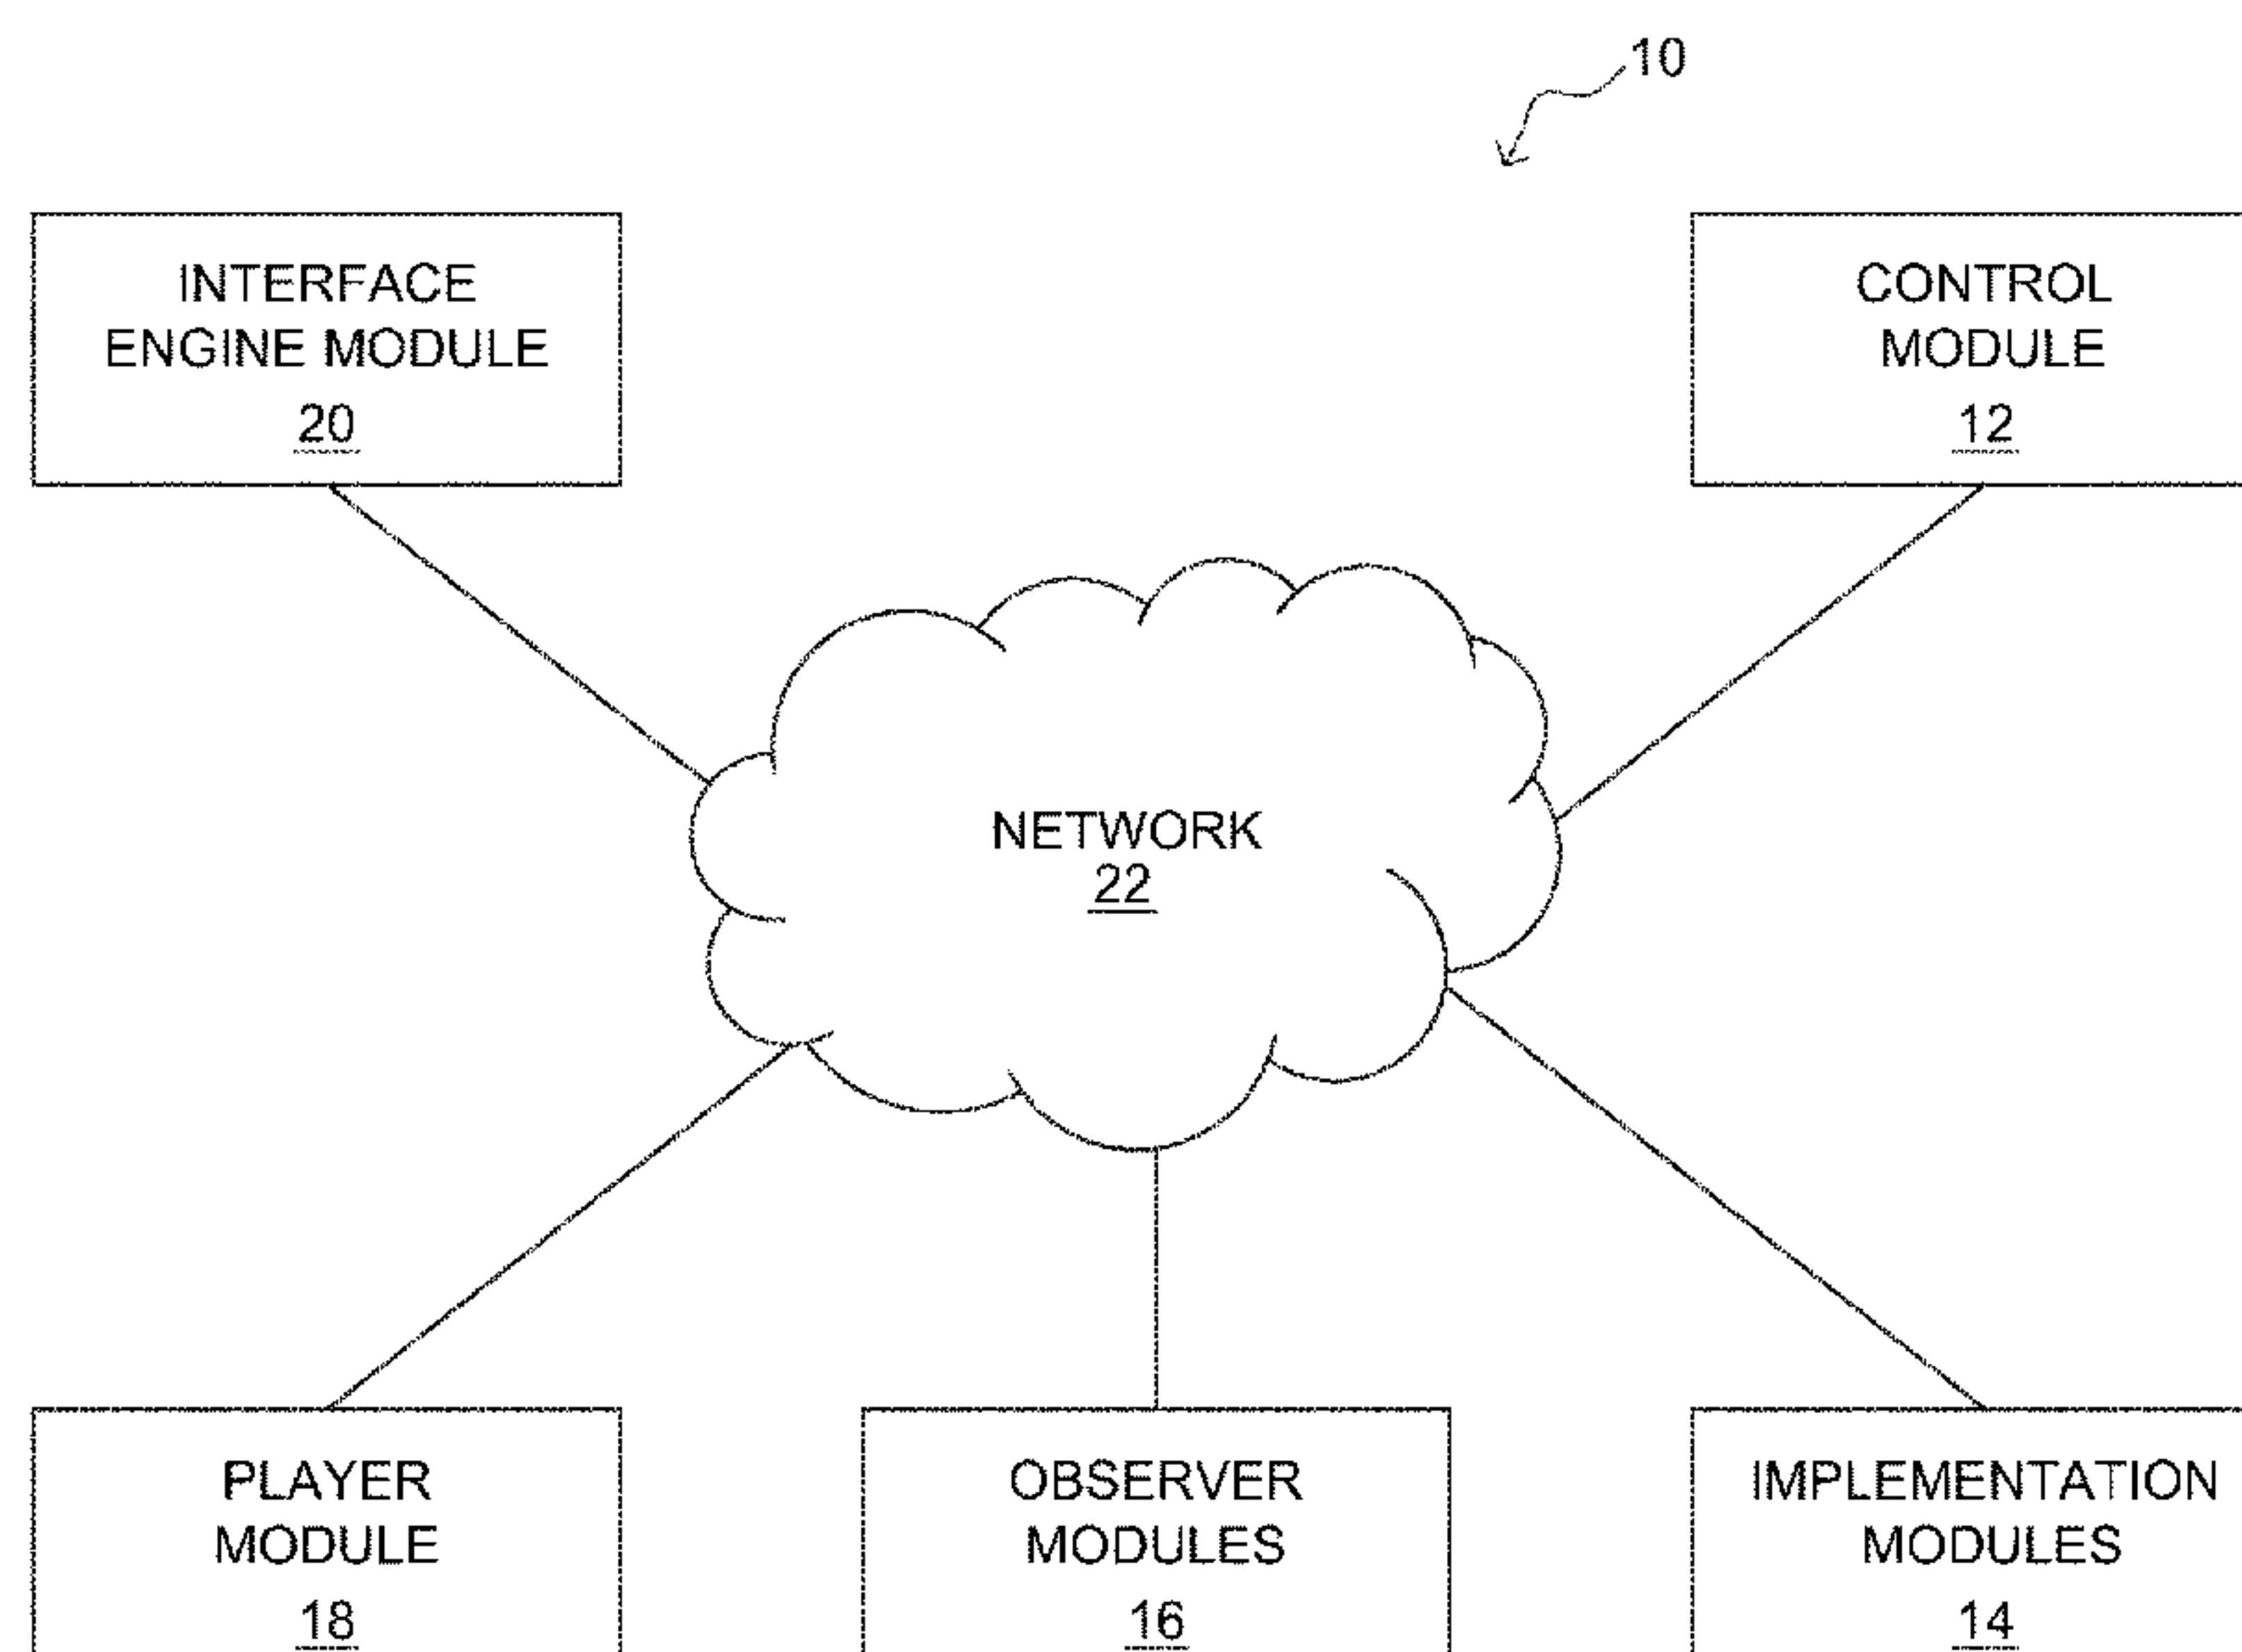 10
INTERFACE
ENGINE MODULE
20
CONTROL
MODULE
12
NETWORK
22
PLAYER
MODULE
18
OBSERVER
MODULES
16
IMPLEMENTATION
MODULES
14